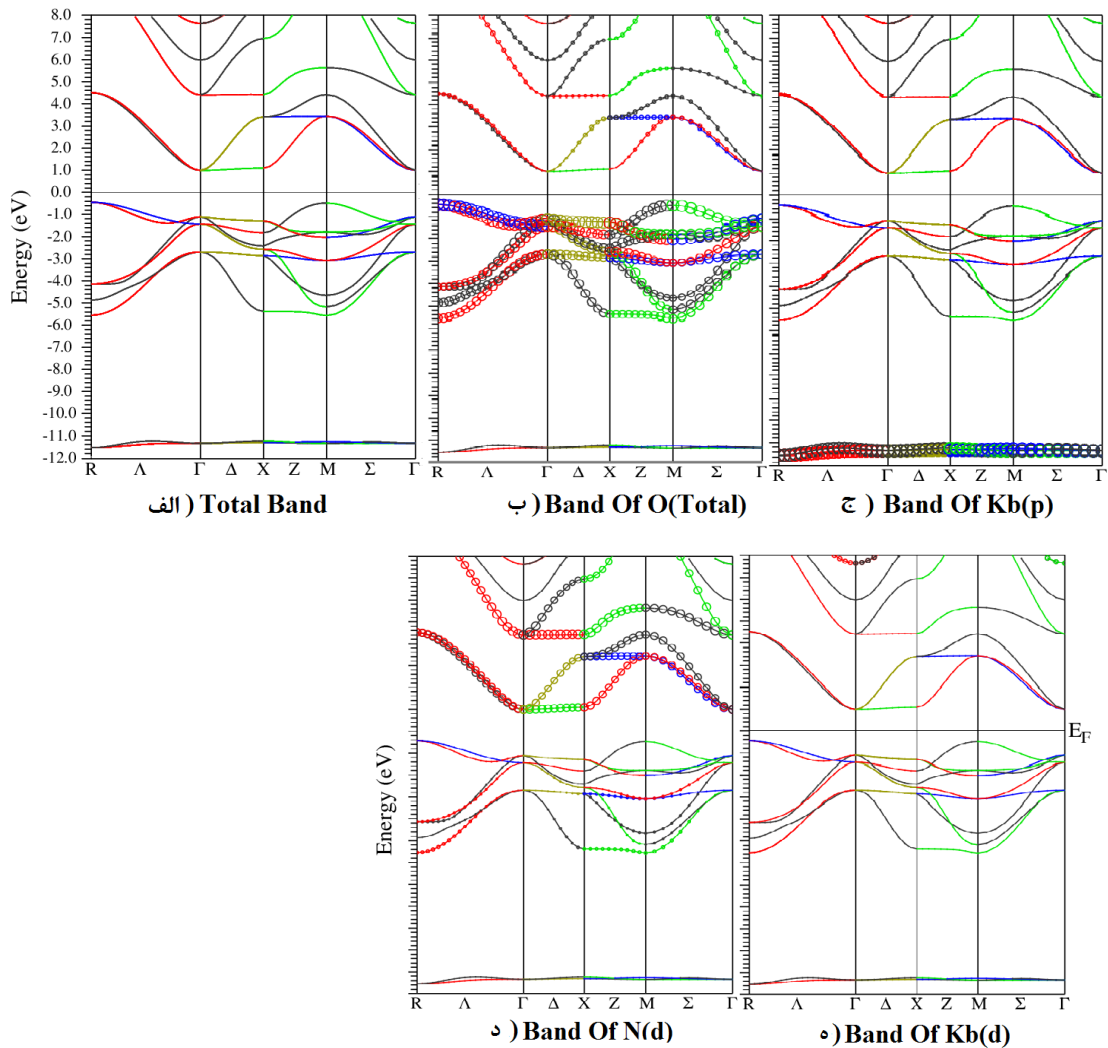 8.0
7.0
6.0
5.0
4.0
3.0
2.0
1.0
0.0
-1.0
-2.0
-3.0
-4.0
-5.0
-6.0
-7.0
-8.0
-9.0
-10.0
-11.0
-12.0
Energy (eV)
R Λ Γ Δ X Z M Σ Γ
R Λ Γ Δ X Z M Σ Γ
R Λ Γ Δ X Z M Σ Γ
الف ) Total Band
ب ) Band Of O(Total)
ج ) Band Of Kb(p)
Energy (eV)
E_F
R Λ Γ Δ X Z M Σ Γ
R Λ Γ Δ X Z M Σ Γ
د ) Band Of N(d)
ه ) Band Of Kb(d)